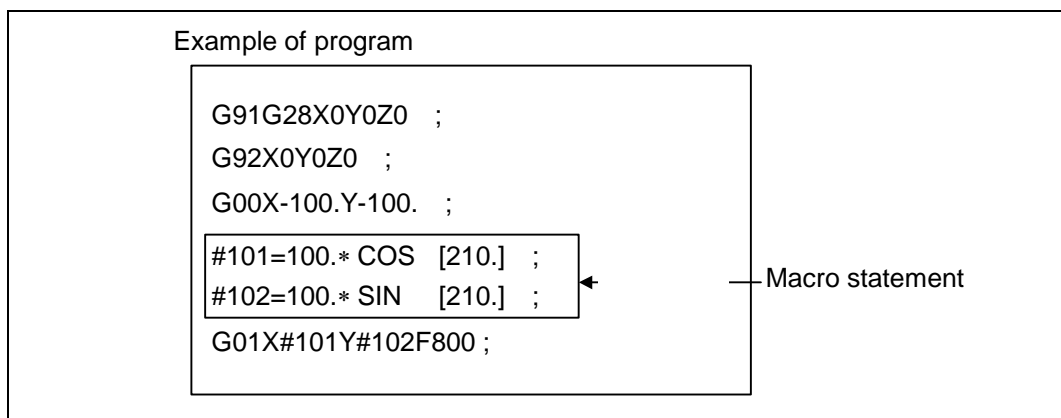 Example of program
G91G28X0Y0Z0 ;
G92X0Y0Z0 ;
G00X-100.Y-100. ;
#101=100.∗ COS [210.] ;
#102=100.∗ SIN [210.] ;
Macro statement
G01X#101Y#102F800 ;